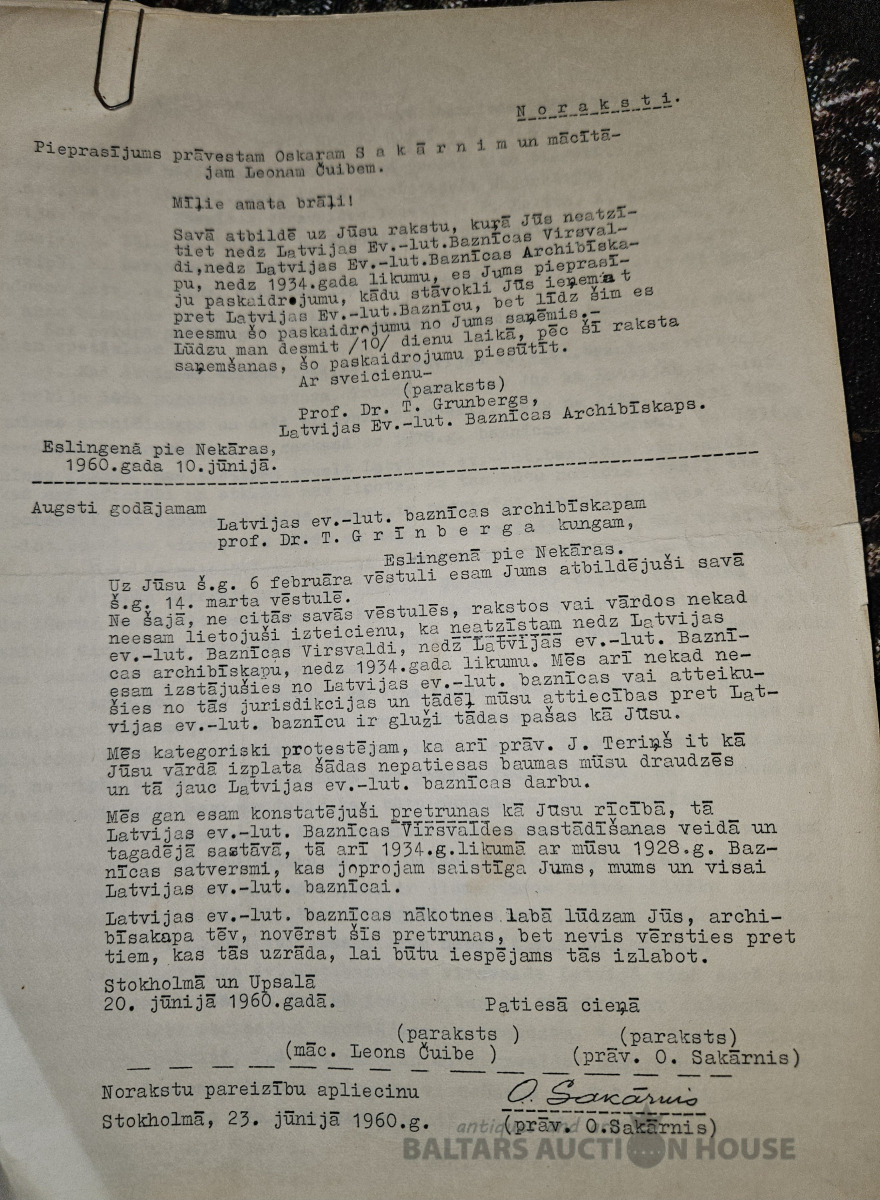 N o r a k s t i.
Pieprasījums prāvestam Oskaram S a k ā r n i m un mācītā-
jam Leonam Čuibem.
Mīļie amata brāļi!
Savā atbildē uz Jūsu rakstu, kuŗā Jūs neatzī-
tiet nedz Latvijas Ev.-lut.Baznīcas Virsval-
di,nedz Latvijas Ev.-lut.Baznīcas Archibīska-
pu, nedz 1934.gada likumu, es Jums pieprasī-
ju paskaidrojumu, kādu stāvokli Jūs ieņemat
pret Latvijas Ev.-lut.Baznīcu, bet līdz šim es
neesmu šo paskaidrojumu no Jums saņēmis.-
Lūdzu man desmit /10/ dienu laikā, pēc šī raksta
saņemšanas, šo paskaidrojumu piesūtīt.
Ar sveicienu-
(paraksts)
Prof. Dr. T. Grunbergs,
Latvijas Ev.-lut. Baznīcas Archibīskaps.
Eslingenā pie Nekāras,
1960.gada 10.jūnijā.
Augsti godājamam
Latvijas ev.-lut. baznīcas archibīskapam
prof. Dr. T. G r ī n b e r g a kungam,
Eslingenā pie Nekāras.
Uz Jūsu š.g. 6 februāra vēstuli esam Jums atbildējuši savā
š.g. 14. marta vēstulē.
Ne šajā, ne citās savās vēstulēs, rakstos vai vārdos nekad
neesam lietojuši izteicienu, ka neatzīstam nedz Latvijas
ev.-lut. Baznīcas Virsvaldi, nedz Latvijas ev.-lut. Baznī-
cas archibīskapu, nedz 1934.gada likumu. Mēs arī nekad ne-
esam izstājušies no Latvijas ev.-lut. baznīcas vai atteiku-
šies no tās jurisdikcijas un tādēļ mūsu attiecības pret Lat-
vijas ev.-lut. baznīcu ir gluži tādas pašas kā Jūsu.
Mēs kategoriski protestējam, ka arī prāv. J. Teriņš it kā
Jūsu vārdā izplata šādas nepatiesas baumas mūsu draudzēs
un tā jauc Latvijas ev.-lut. baznīcas darbu.
Mēs gan esam konstatējuši pretrunas kā Jūsu rīcībā, tā
Latvijas ev.-lut. Baznīcas Virsvaldes sastādīšanas veidā un
tagadējā sastāvā, tā arī 1934.g.likumā ar mūsu 1928.g. Baz-
nīcas satversmi, kas joprojam saistīga Jums, mums un visai
Latvijas ev.-lut. baznīcai.
Latvijas ev.-lut. baznīcas nākotnes labā lūdzam Jūs, archi-
bīsakapa tēv, novērst šīs pretrunas, bet nevis vērsties pret
tiem, kas tās uzrāda, lai būtu iespējams tās izlabot.
Stokholmā un Upsalā
20. jūnijā 1960.gadā.
Patiesā cieņā
(paraksts ) (paraksts)
(māc. Leons Čuibe ) (prāv. O. Sakārnis)
Norakstu pareizību apliecinu
O. Sakārnis
Stokholmā, 23. jūnijā 1960.g. (prāv. O.Sakārnis)
BALTARS AUCTION HOUSE